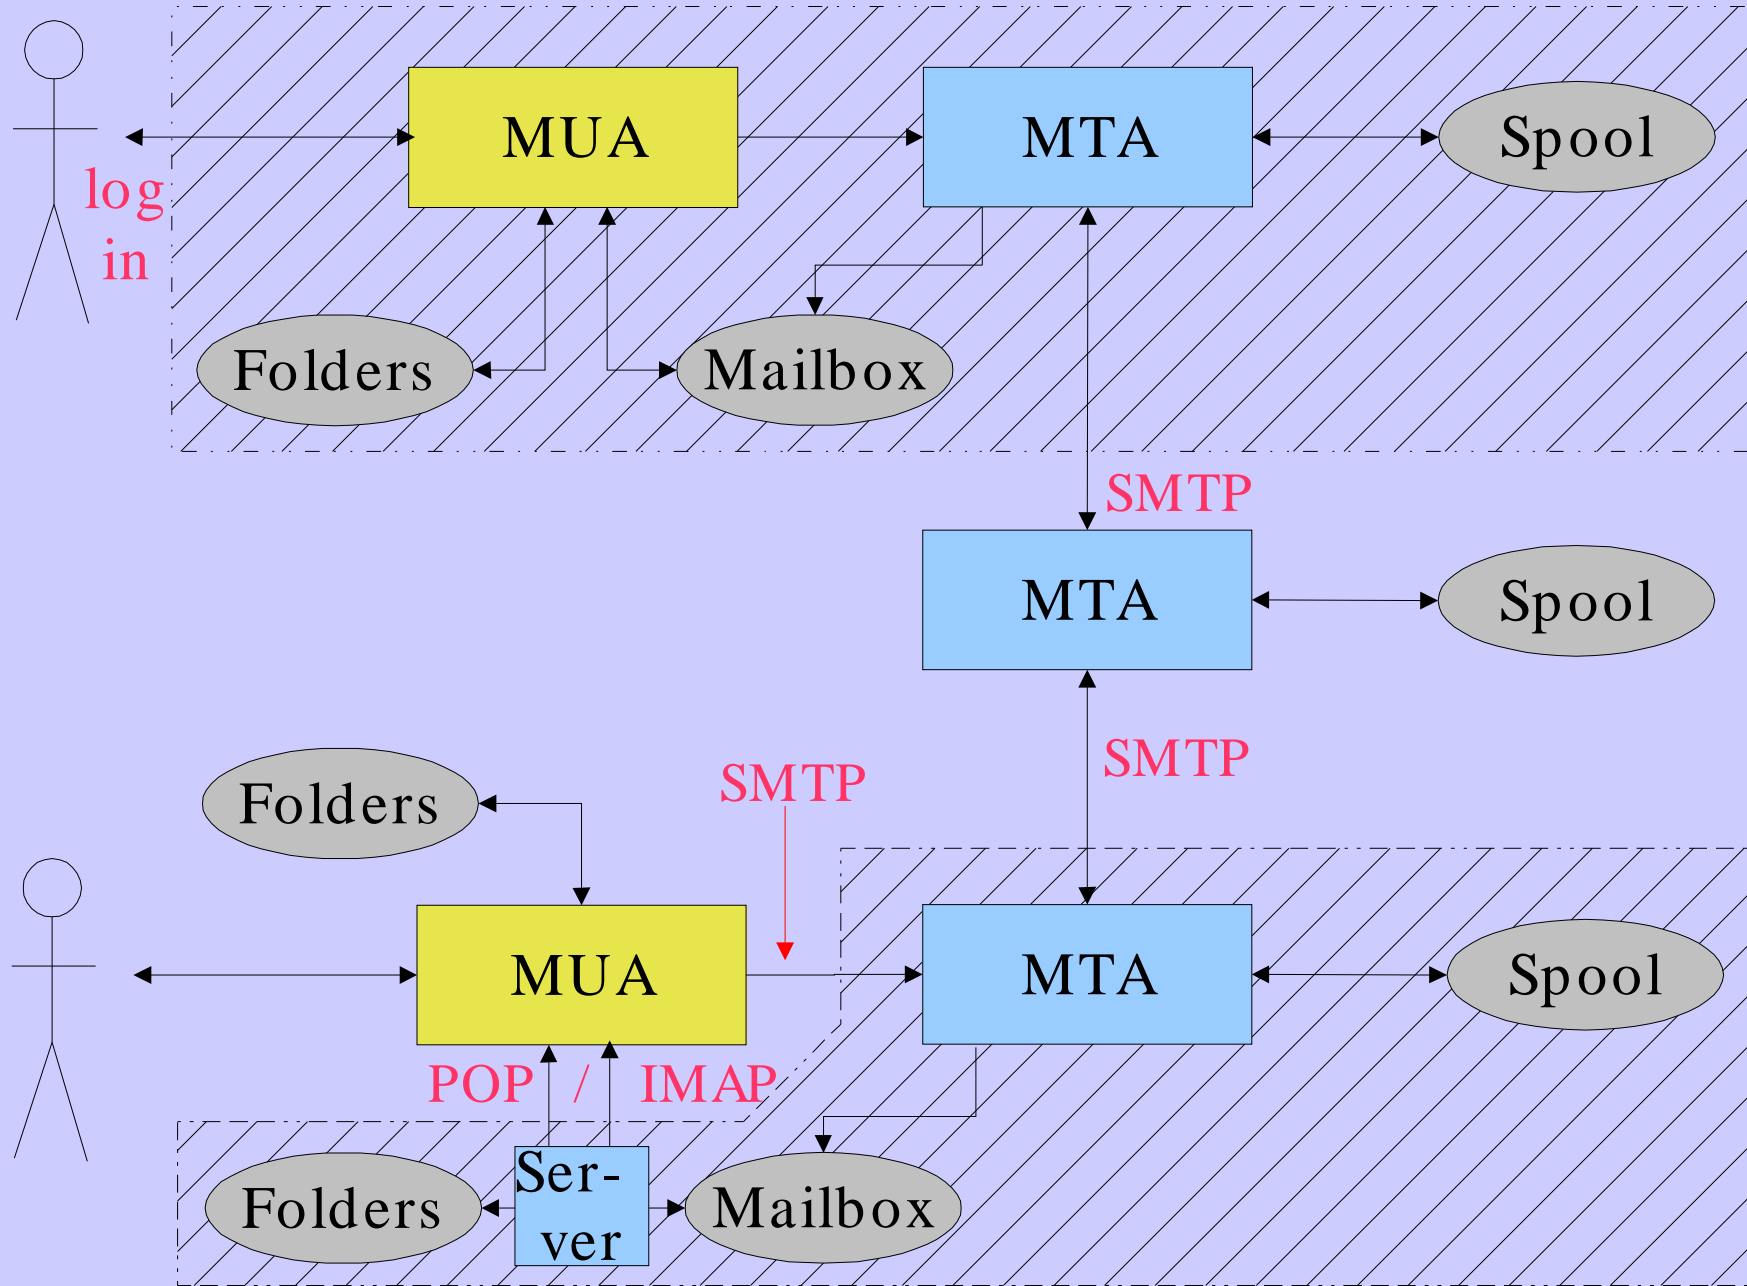 MUA
MTA
Spool
log
in
Folders
Mailbox
SMTP
MTA
Spool
SMTP
SMTP
Folders
MUA
MTA
Spool
POP / IMAP
Ser-
ver
Folders
Mailbox